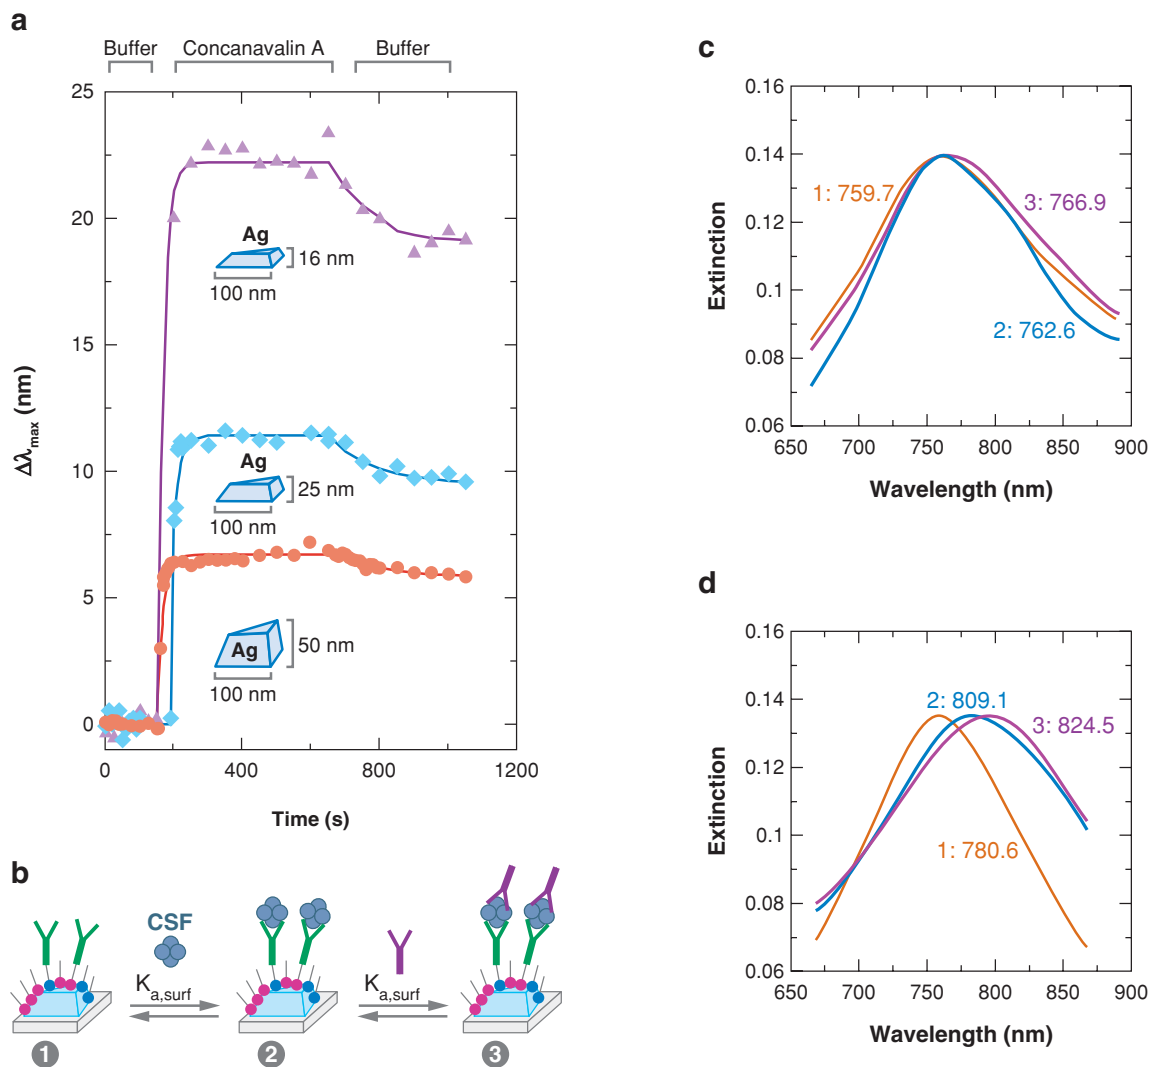 a
Buffer
Concanavalin A
Buffer
25
20
15
10
5
0
Δλmax (nm)
Ag
16 nm
100 nm
Ag
25 nm
100 nm
Ag
50 nm
100 nm
0
400
800
1200
Time (s)
b
CSF
Ka,surf
Ka,surf
1
2
3
c
0.16
0.14
0.12
0.1
0.08
0.06
Extinction
1: 759.7
3: 766.9
2: 762.6
650
700
750
800
850
900
Wavelength (nm)
d
0.16
0.14
0.12
0.1
0.08
0.06
Extinction
2: 809.1
3: 824.5
1: 780.6
650
700
750
800
850
900
Wavelength (nm)